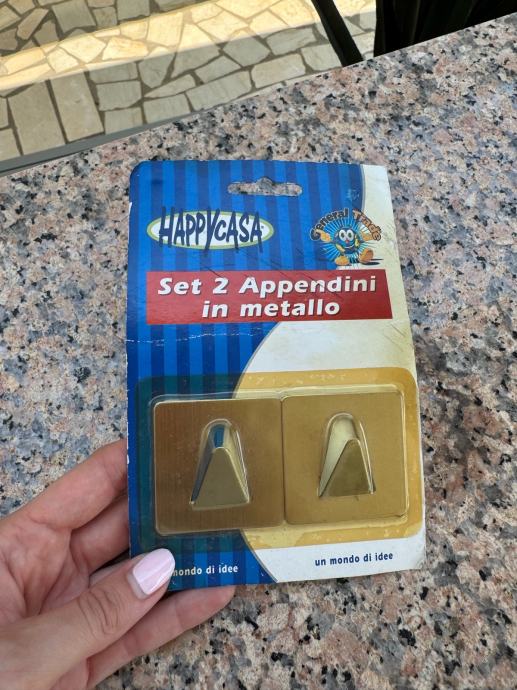 HAPPYCASA
General Trade
Set 2 Appendini
in metallo
mondo di idee
un mondo di idee